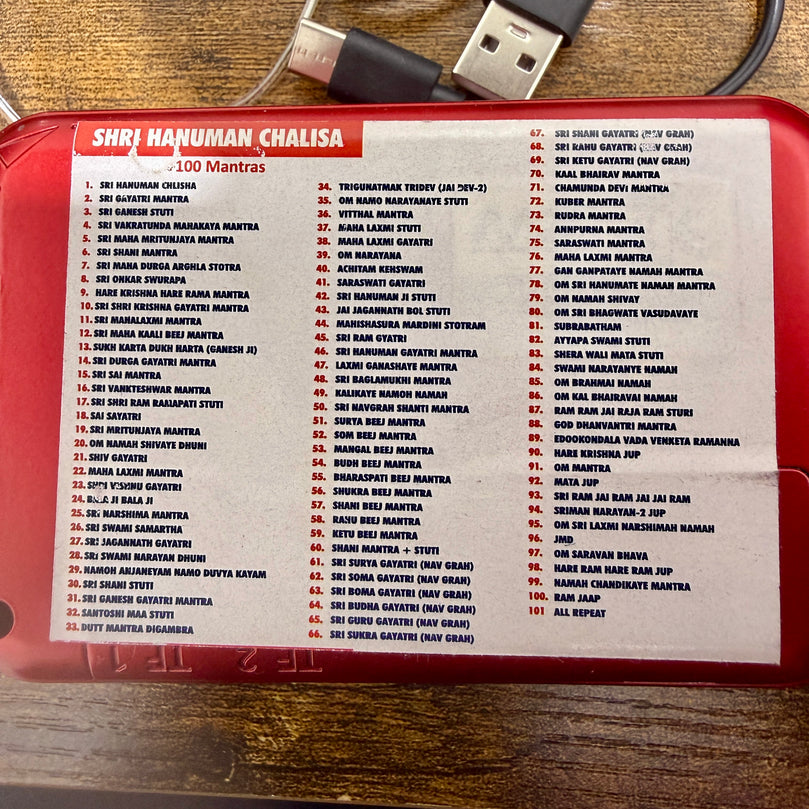 SHRI HANUMAN CHALISA
+100 Mantras
1. SRI HANUMAN CHLISHA
2. SRI GAYATRI MANTRA
3. SRI GANESH STUTI
4. SRI VAKRATUNDA MAHAKAYA MANTRA
5. SRI MAHA MRITUNJAYA MANTRA
6. SRI SHANI MANTRA
7. SRI MAHA DURGA ARGHLA STOTRA
8. SRI ONKAR SWURAPA
9. HARE KRISHNA HARE RAMA MANTRA
10. SRI SHRI KRISHNA GAYATRI MANTRA
11. SRI MAHALAXMI MANTRA
12. SRI MAHA KAALI BEEJ MANTRA
13. SUKH KARTA DUKH HARTA (GANESH JI)
14. SRI DURGA GAYATRI MANTRA
15. SRI SAI MANTRA
16. SRI VANKTESHWAR MANTRA
17. SRI SHRI RAM RAKJAPATI STUTI
18. SAI SAYATRI
19. SRI MRITUNJAYA MANTRA
20. OM NAMAH SHIVAYE DHUNI
21. SHIV GAYATRI
22. MAHA LAXMI MANTRA
23. SHRI VISHNU GAYATRI
24. BALA JI BALA JI
25. SRI NARSHIMA MANTRA
26. SRI SWAMI SAMARTHA
27. SRI JAGANNATH GAYATRI
28. SRI SWAMI NARAYAN DHUNI
29. NAMOH ANJANEYAM NAMO DUVYA KAYAM
30. SRI SHANI STUTI
31. SRI GANESH GAYATRI MANTRA
32. SANTOSHI MAA STUTI
33. DUTT MANTRA DIGAMBRA
34. TRIGUNATMAK TRIDEV (JAI DEV-2)
35. OM NAMO NARAYANAYE STUTI
36. VITTHAL MANTRA
37. MAHA LAXMI STUTI
38. MAHA LAXMI GAYATRI
39. OM NARAYANA
40. ACHITAM KEHSWAM
41. SARASWATI GAYATRI
42. SRI HANUMAN JI STUTI
43. JAI JAGANNATH BOL STUTI
44. MAHISHASURA MARDINI STOTRAM
45. SRI RAM GYATRI
46. SRI HANUMAN GAYATRI MANTRA
47. LAXMI GANASHAYE MANTRA
48. SRI BAGLAMUKHI MANTRA
49. KALIKAYE NAMOH NAMAH
50. SRI NAVGRAH SHANTI MANTRA
51. SURYA BEEJ MANTRA
52. SOM BEEJ MANTRA
53. MANGAL BEEJ MANTRA
54. BUDH BEEJ MANTRA
55. BHARASPATI BEEJ MANTRA
56. SHUKRA BEEJ MANTRA
57. SHANI BEEJ MANTRA
58. RAHU BEEJ MANTRA
59. KETU BEEJ MANTRA
60. SHANI MANTRA + STUTI
61. SRI SURYA GAYATRI (NAV GRAH)
62. SRI SOMA GAYATRI (NAV GRAH)
63. SRI BOMA GAYATRI (NAV GRAH)
64. SRI BUDHA GAYATRI (NAV GRAH)
65. SRI GURU GAYATRI (NAV GRAH)
66. SRI SUKRA GAYATRI (NAV GRAH)
67. SRI SHANI GAYATRI (NAV GRAH)
68. SRI RAHU GAYATRI (NAV GRAH)
69. SRI KETU GAYATRI (NAV GRAH)
70. KAAL BHAIRAV MANTRA
71. CHAMUNDA DEVI MANTRA
72. KUBER MANTRA
73. RUDRA MANTRA
74. ANNPURNA MANTRA
75. SARASWATI MANTRA
76. MAHA LAXMI MANTRA
77. GAN GANPATAYE NAMAH MANTRA
78. OM SRI HANUMATE NAMAH MANTRA
79. OM NAMAH SHIVAY
80. OM SRI BHAGWATE VASUDAVAYE
81. SUBRABATHAM
82. AYYAPA SWAMI STUTI
83. SHERA WALI MATA STUTI
84. SWAMI NARAYANYE NAMAH
85. OM BRAHMAI NAMAH
86. OM KAL BHAIRAVAI NAMAH
87. RAM RAM JAI RAJA RAM STURI
88. GOD DHANVANTRI MANTRA
89. EDOOKONDALA VADA VENKETA RAMANNA
90. HARE KRISHNA JUP
91. OM MANTRA
92. MATA JUP
93. SRI RAM JAI RAM JAI JAI RAM
94. SRIMAN NARAYAN-2 JUP
95. OM SRI LAXMI NARSHIMAH NAMAH
96. JMD
97. OM SARAVAN BHAVA
98. HARE RAM HARE RAM JUP
99. NAMAH CHANDIKAYE MANTRA
100. RAM JAAP
101 ALL REPEAT
TF 1 TF 2